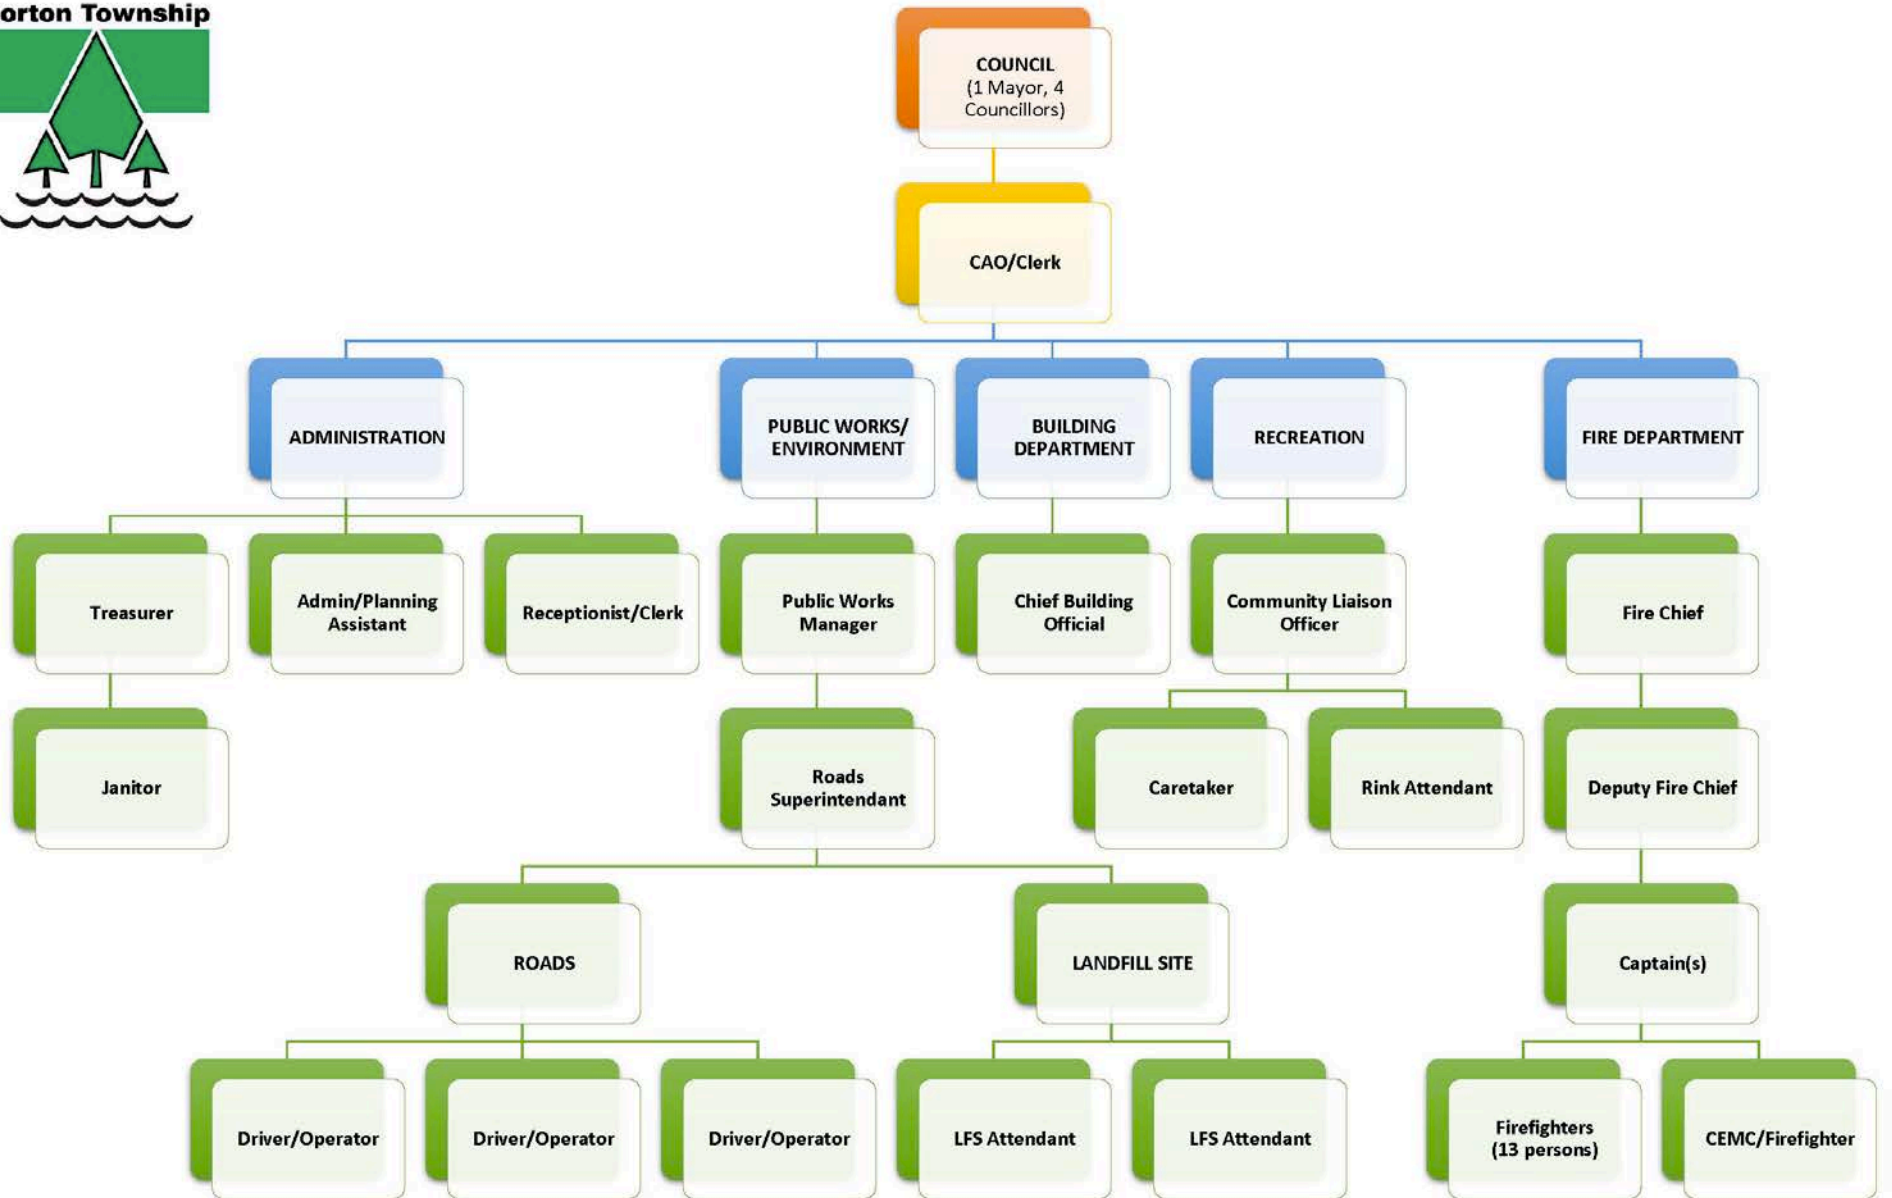 orton Township
COUNCIL
(1 Mayor, 4
Councillors)
CAO/Clerk
ADMINISTRATION
PUBLIC WORKS/
ENVIRONMENT
BUILDING
DEPARTMENT
RECREATION
FIRE DEPARTMENT
Treasurer
Admin/Planning
Assistant
Receptionist/Clerk
Public Works
Manager
Chief Building
Official
Community Liaison
Officer
Fire Chief
Janitor
Roads
Superintendant
Caretaker
Rink Attendant
Deputy Fire Chief
ROADS
LANDFILL SITE
Captain(s)
Driver/Operator
Driver/Operator
Driver/Operator
LFS Attendant
LFS Attendant
Firefighters
(13 persons)
CEMC/Firefighter